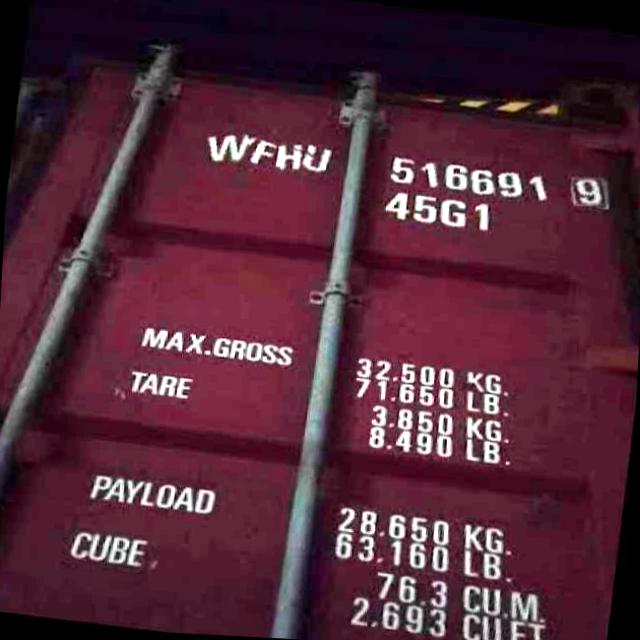 WFHU 516691 9
45G1
MAX.GROSS 32.500 KG.
71.650 LB.
TARE 3.850 KG.
8.490 LB.
PAYLOAD 28.650 KG.
63.160 LB.
CUBE. 76.3 CU.M.
2.693 CU.FT.